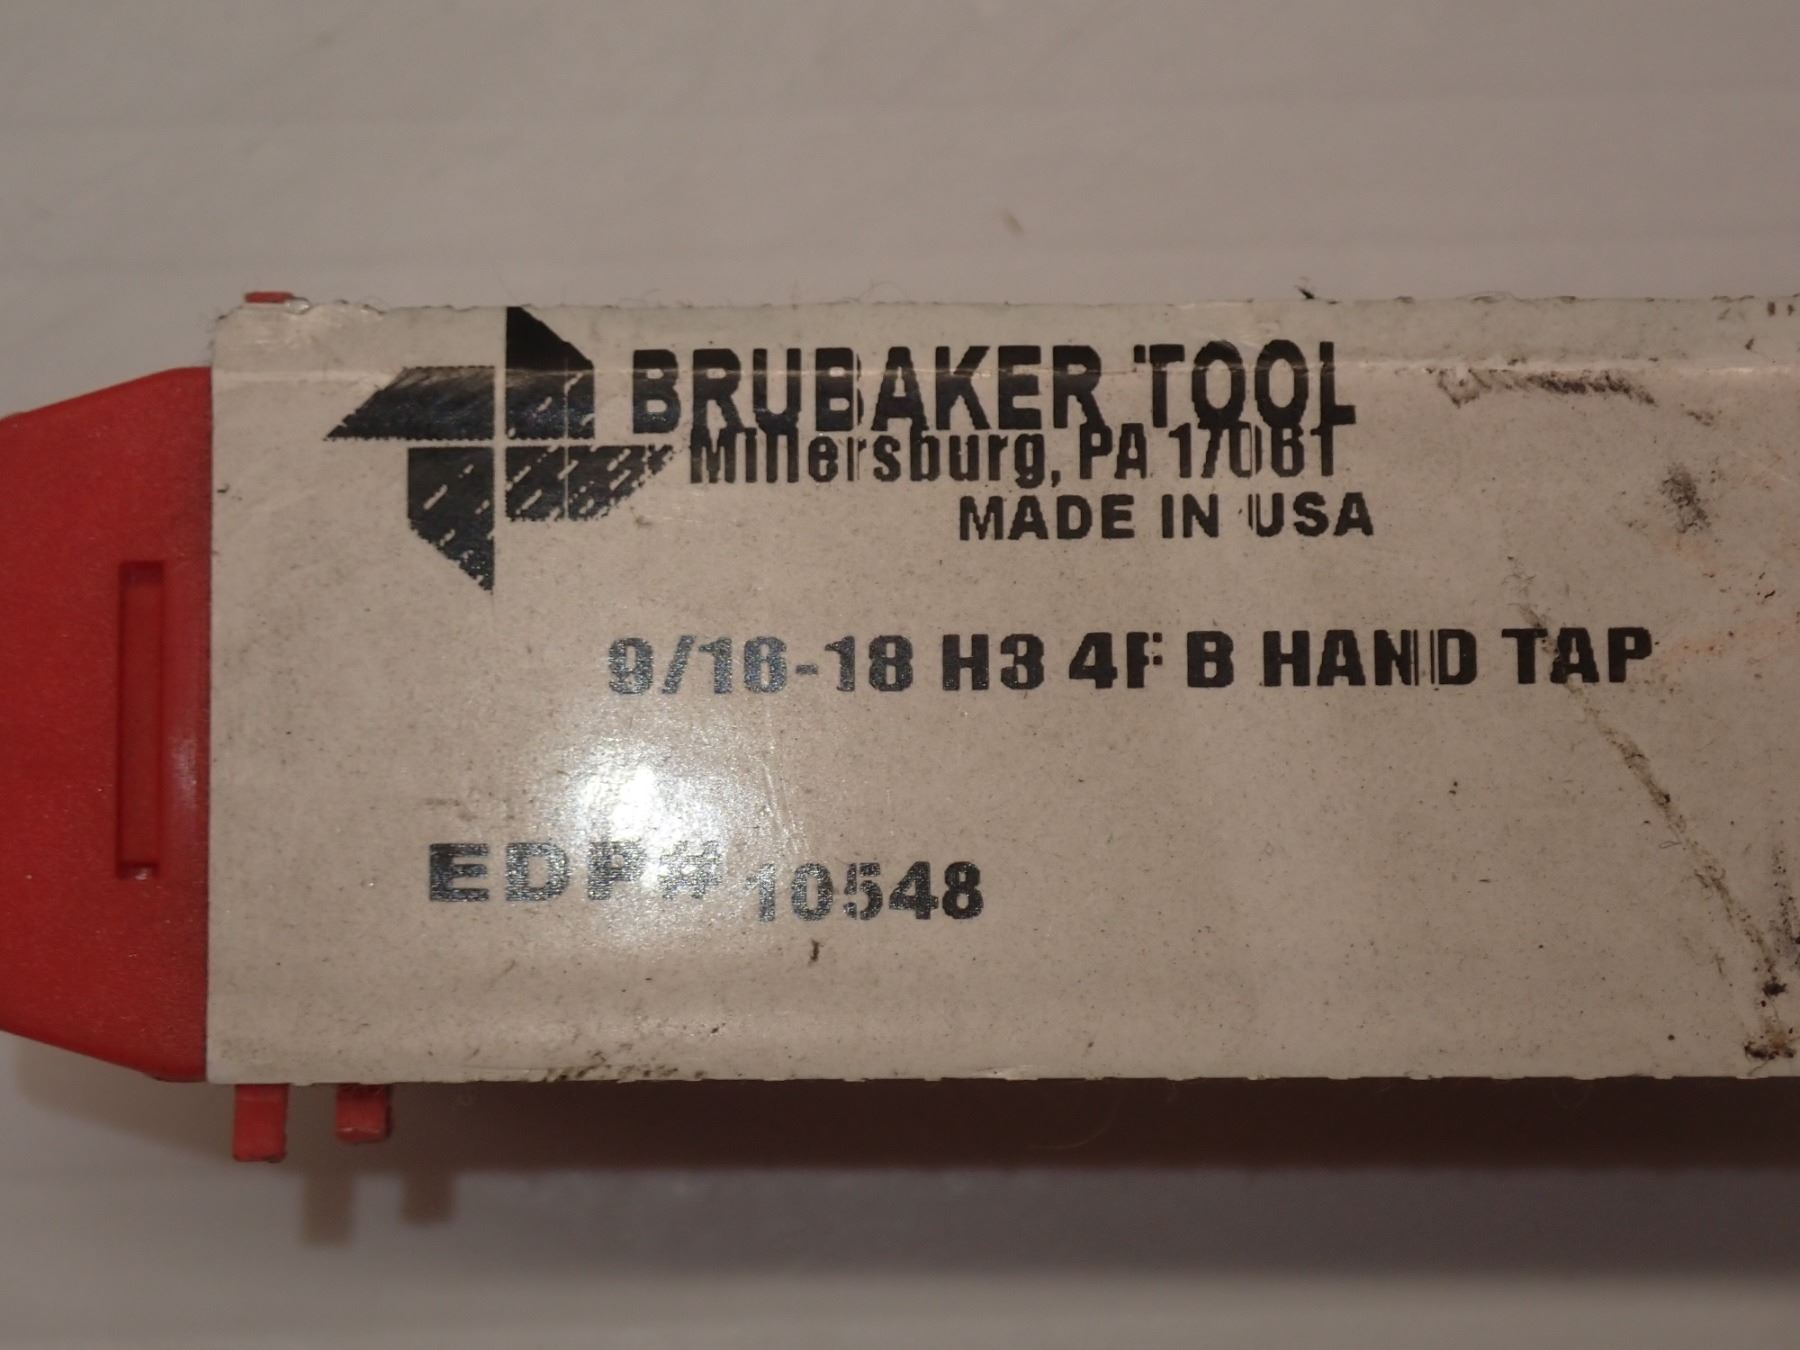 BRUBAKER TOOL
Millersburg, PA 17061
MADE IN USA
9/16-18 H3 4F B HAND TAP
EDP# 10548